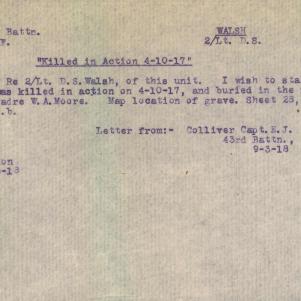 Battn. WALSH
F. 2/Lt. D.S.
"Killed in Action 4-10-17"
Re 2/Lt. D.S.Walsh, of this unit. I wish to sta
as killed in action on 4-10-17, and buried in the
adre W.A.Moore. Map location of grave. Sheet 28,
.b.
Letter from:- Colliver Capt. E.J.
43rd Battn.,
9-3-18
on
-18